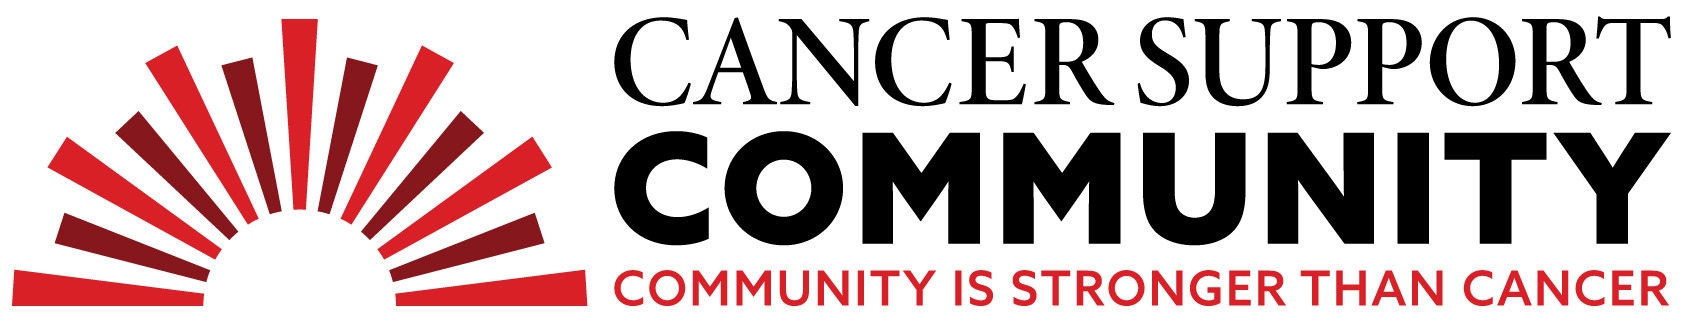 CANCER SUPPORT
COMMUNITY
COMMUNITY IS STRONGER THAN CANCER